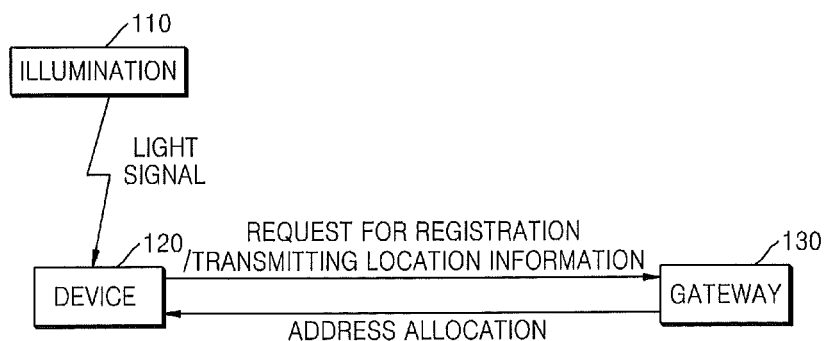 110
ILLUMINATION
LIGHT
SIGNAL
120
DEVICE
REQUEST FOR REGISTRATION
/TRANSMITTING LOCATION INFORMATION
130
GATEWAY
ADDRESS ALLOCATION